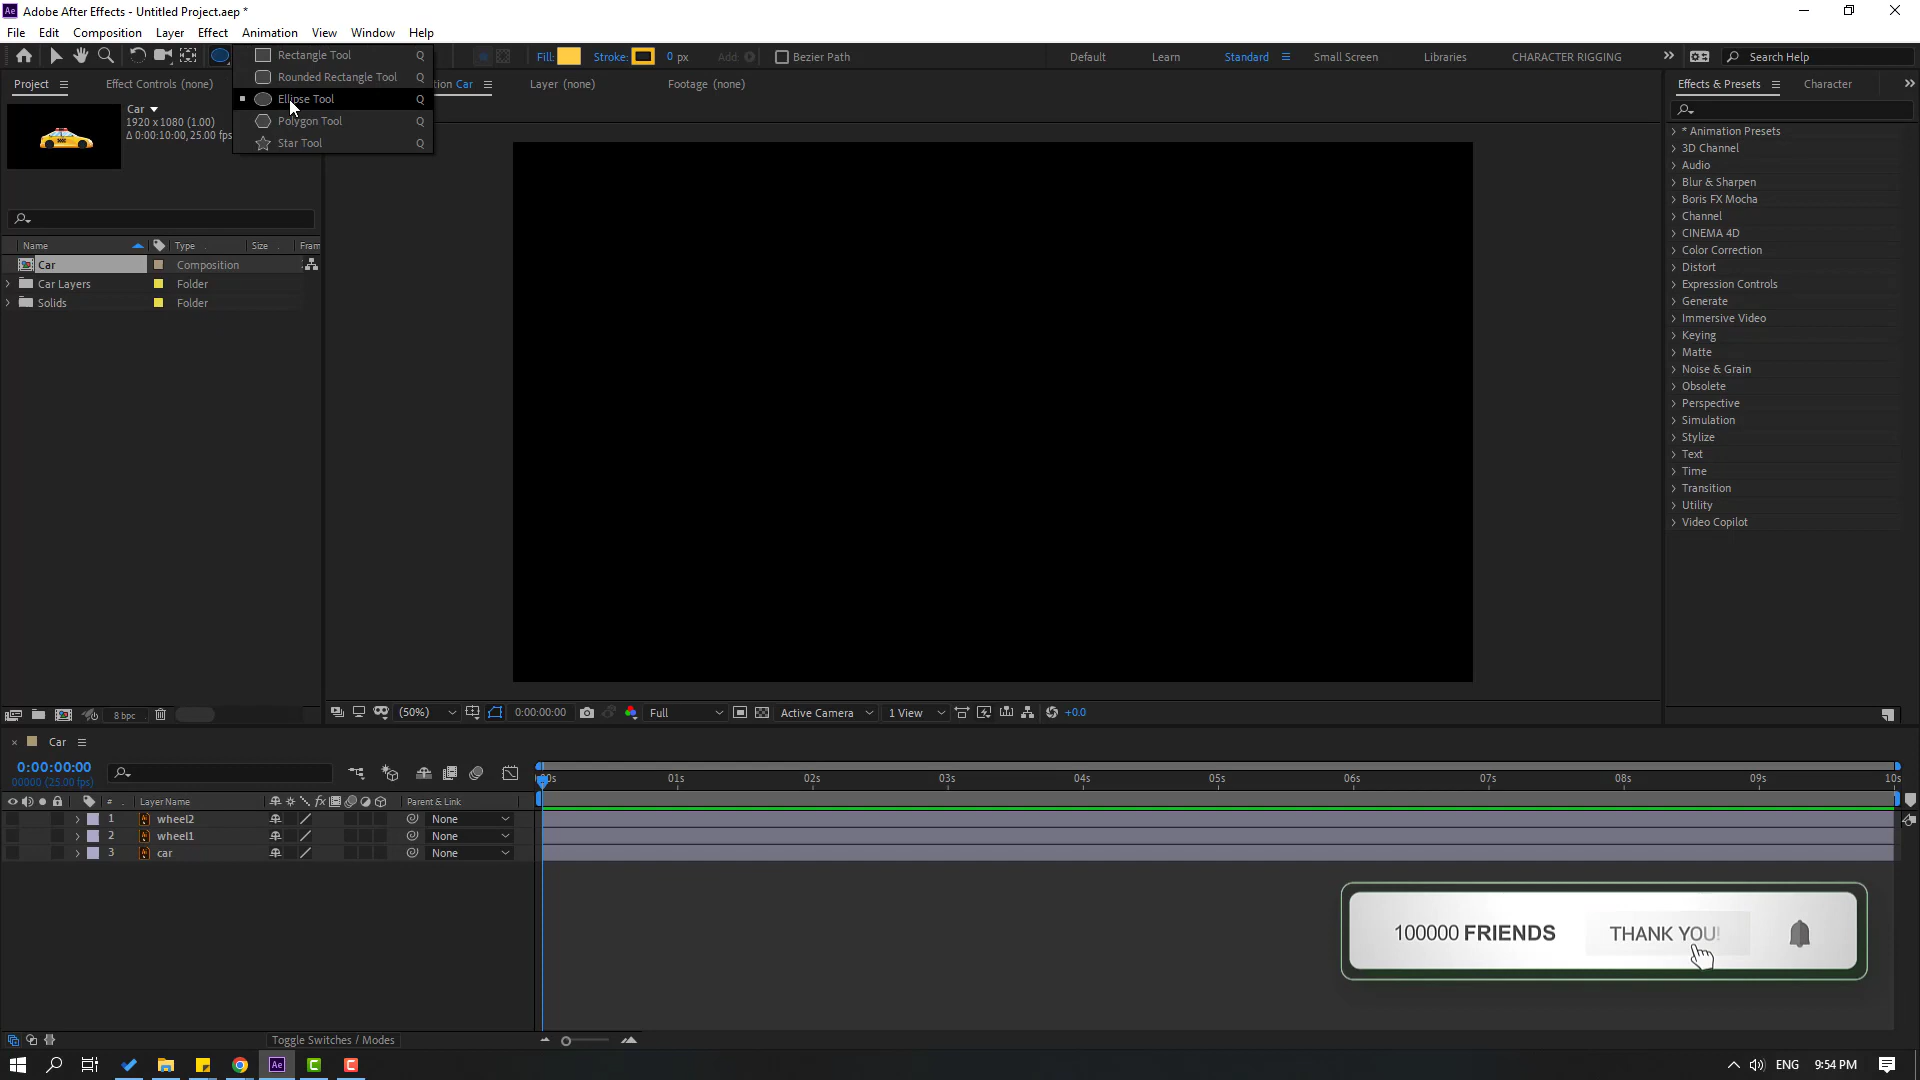 Adobe After Effects - Untitled Project.aep *
File Edit Composition Layer Effect Animation View Window Help
Fill: Stroke: 0 px Add: Bezier Path Default Learn Standard Small Screen Libraries CHARACTER RIGGING Search Help
Rectangle Tool Q
Rounded Rectangle Tool Q
Ellipse Tool Q
Polygon Tool Q
Star Tool Q
Project Effect Controls (none) tion Car Layer (none) Footage (none) Effects & Presets Character
Car
1920 x 1080 (1.00)
Δ 0:00:10:00, 25.00 fps
Name Type Size Fram
Car Composition
Car Layers Folder
Solids Folder
* Animation Presets
3D Channel
Audio
Blur & Sharpen
Boris FX Mocha
Channel
CINEMA 4D
Color Correction
Distort
Expression Controls
Generate
Immersive Video
Keying
Matte
Noise & Grain
Obsolete
Perspective
Simulation
Stylize
Text
Time
Transition
Utility
Video Copilot
8 bpc (50%) 0:00:00:00 Full Active Camera 1 View +0.0
Car
0:00:00:00
00000 (25.00 fps)
:00s 01s 02s 03s 04s 05s 06s 07s 08s 09s 10s
# Layer Name fx Parent & Link
1 wheel2 None
2 wheel1 None
3 car None
100000 FRIENDS THANK YOU!
Toggle Switches / Modes
Ae ENG 9:54 PM